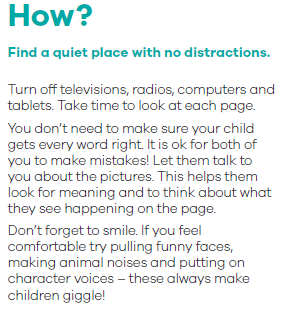 How?
Find a quiet place with no distractions.
Turn off televisions, radios, computers and
tablets. Take time to look at each page.
You don't need to make sure your child
gets every word right. It is ok for both of
you to make mistakes! Let them talk to
you about the pictures. This helps them
look for meaning and to think about what
they see happening on the page.
Don't forget to smile. If you feel
comfortable try pulling funny faces,
making animal noises and putting on
character voices – these always make
children giggle!